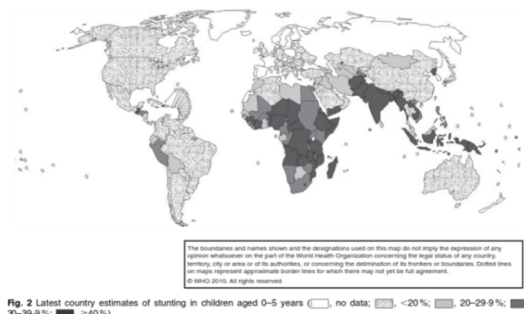 The boundaries and names shown and the designations used on this map do not imply the expression of any
opinion whatsoever on the part of the World Health Organization concerning the legal status of any country,
territory, city or area or of its authorities, or concerning the delimination of its frontiers or boundaries. Dotted lines
on maps represent approximate border lines for which there may not yet be full agreement.
© WHO 2010. All rights reserved
Fig. 2 Latest country estimates of stunting in children aged 0–5 years ( , no data; , <20 %; , 20–29·9 %;
30–39·9 %; , ≥40 %)